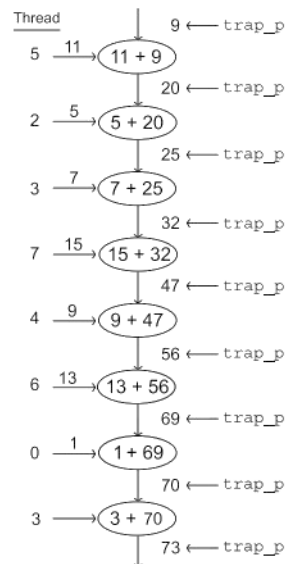 Thread
9 trap_p
5 11 11 + 9
20 trap_p
2 5 5 + 20
25 trap_p
3 7 7 + 25
32 trap_p
7 15 15 + 32
47 trap_p
4 9 9 + 47
56 trap_p
6 13 13 + 56
69 trap_p
0 1 1 + 69
70 trap_p
3 3 + 70
73 trap_p